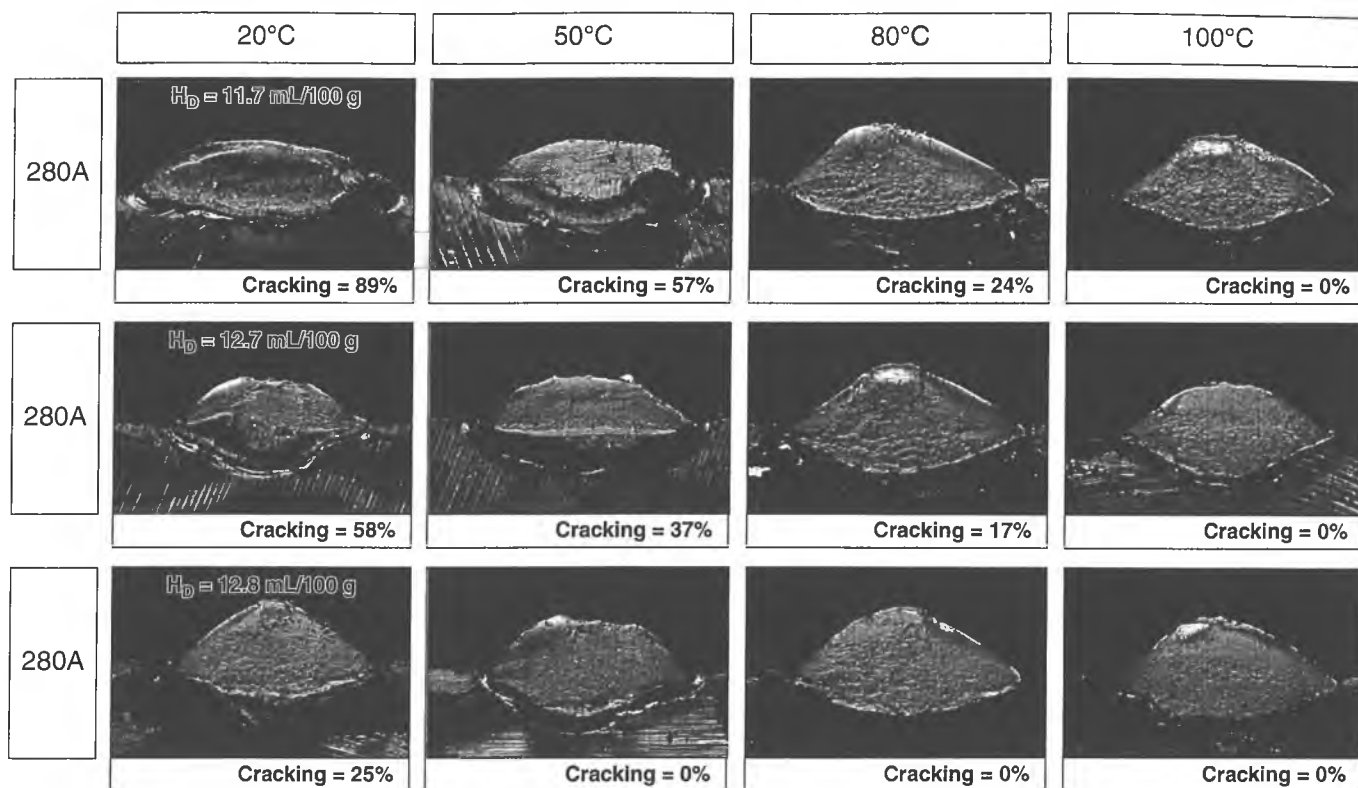 20°C 50°C 80°C 100°C
280A
H_D = 11.7 mL/100 g
Cracking = 89% Cracking = 57% Cracking = 24% Cracking = 0%
280A
H_D = 12.7 mL/100 g
Cracking = 58% Cracking = 37% Cracking = 17% Cracking = 0%
280A
H_D = 12.8 mL/100 g
Cracking = 25% Cracking = 0% Cracking = 0% Cracking = 0%